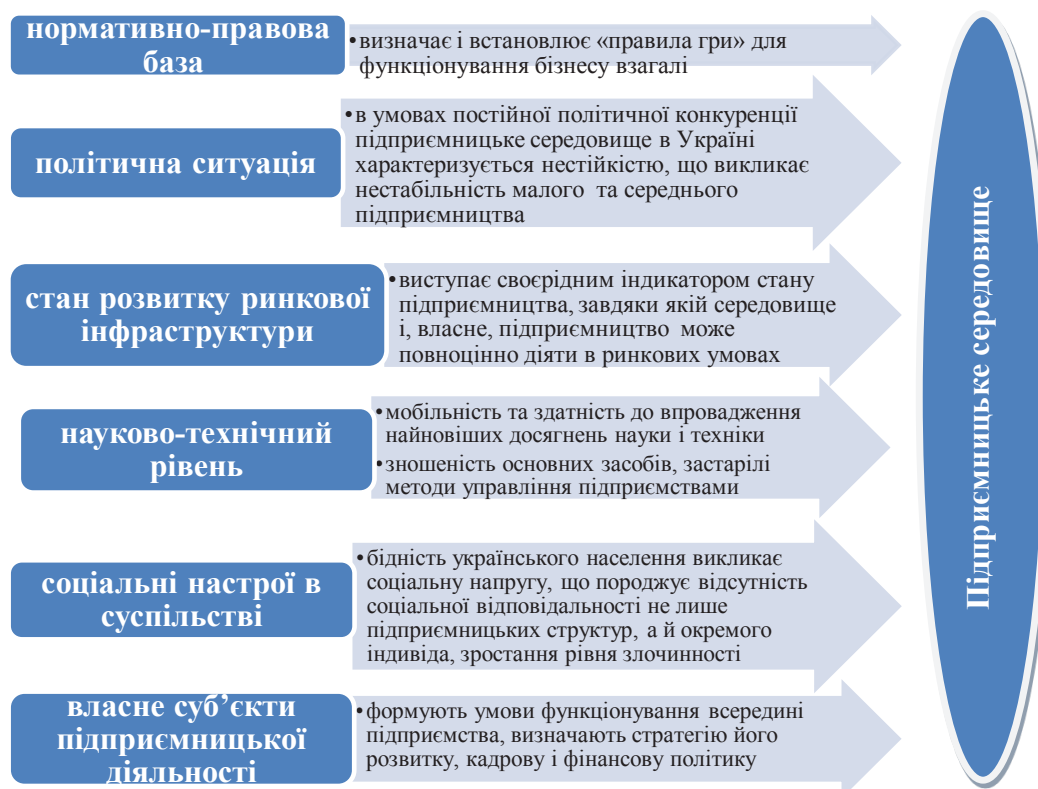 нормативно-правова
база
•визначає і встановлює «правила гри» для
функціонування бізнесу взагалі
політична ситуація
•в умовах постійної політичної конкуренції
підприємницьке середовище в Україні
характеризується нестійкістю, що викликає
нестабільність малого та середнього
підприємництва
стан розвитку ринкової
інфраструктури
•виступає своєрідним індикатором стану
підприємництва, завдяки якій середовище
і, власне, підприємництво може
повноцінно діяти в ринкових умовах
науково-технічний
рівень
•мобільність та здатність до впровадження
найновіших досягнень науки і техніки
•зношеність основних засобів, застарілі
методи управління підприємствами
соціальні настрої в
суспільстві
•бідність українського населення викликає
соціальну напругу, що породжує відсутність
соціальної відповідальності не лише
підприємницьких структур, а й окремого
індивіда, зростання рівня злочинності
власне суб’єкти
підприємницької
діяльності
•формують умови функціонування всередині
підприємства, визначають стратегію його
розвитку, кадрову і фінансову політику
Підприємницьке середовище